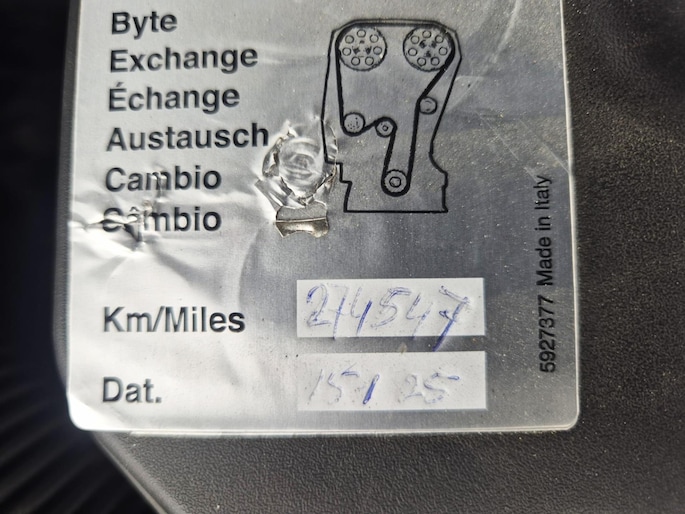 Byte
Exchange
Échange
Austausch
Cambio
Câmbio
Km/Miles 274547
Dat. 15 1 25
5927377 Made in Italy